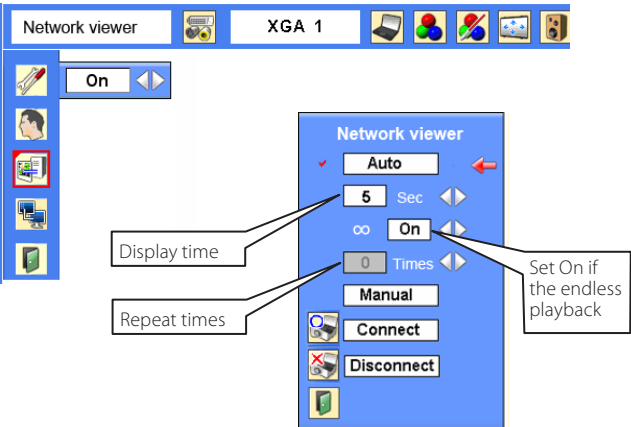 Network viewer
XGA 1
On
Network viewer
Auto
5 Sec
∞ On
0 Times
Manual
Connect
Disconnect
Display time
Repeat times
Set On if
the endless
playback